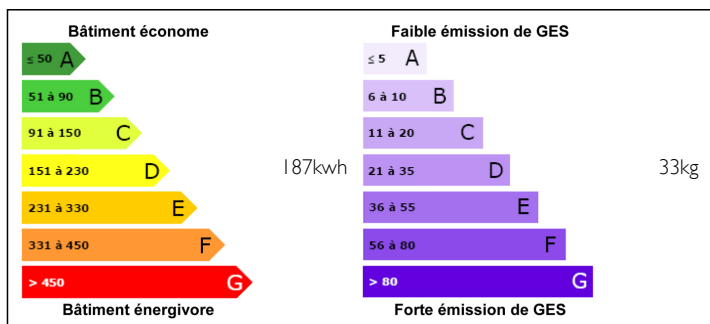 Bâtiment économe
≤ 50 A
51 à 90 B
91 à 150 C
151 à 230 D
187kwh
231 à 330 E
331 à 450 F
> 450 G
Bâtiment énergivore
Faible émission de GES
≤ 5 A
6 à 10 B
11 à 20 C
21 à 35 D
33kg
36 à 55 E
56 à 80 F
> 80 G
Forte émission de GES